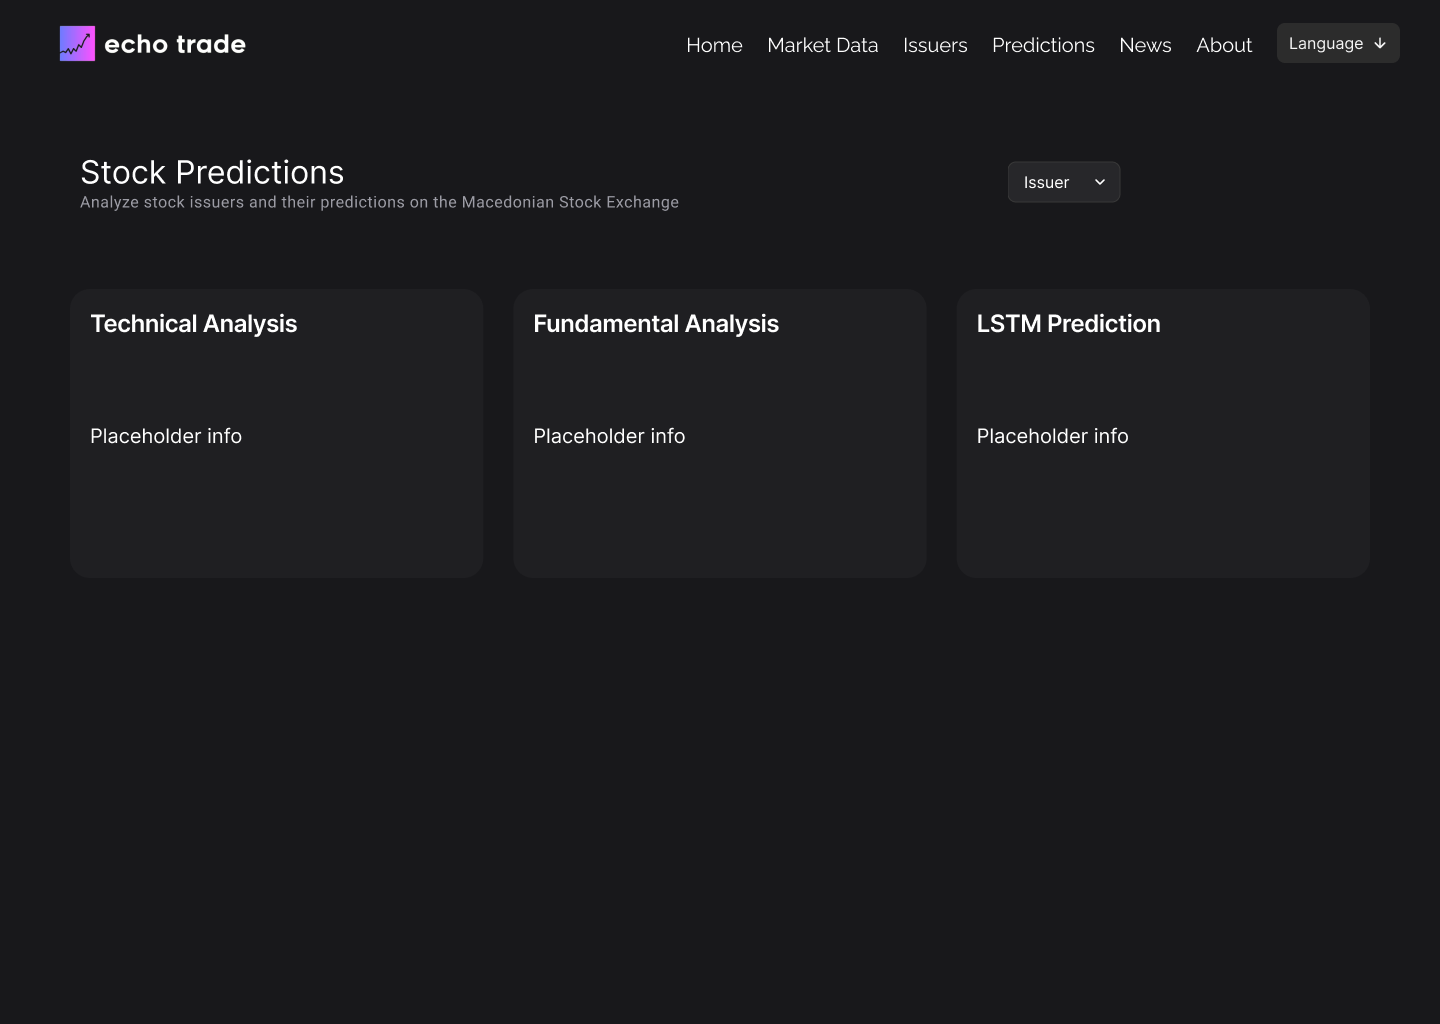 echo trade
Home
Market Data
Issuers
Predictions
News
About
Language
Stock Predictions
Analyze stock issuers and their predictions on the Macedonian Stock Exchange
Issuer
Technical Analysis
Placeholder info
Fundamental Analysis
Placeholder info
LSTM Prediction
Placeholder info